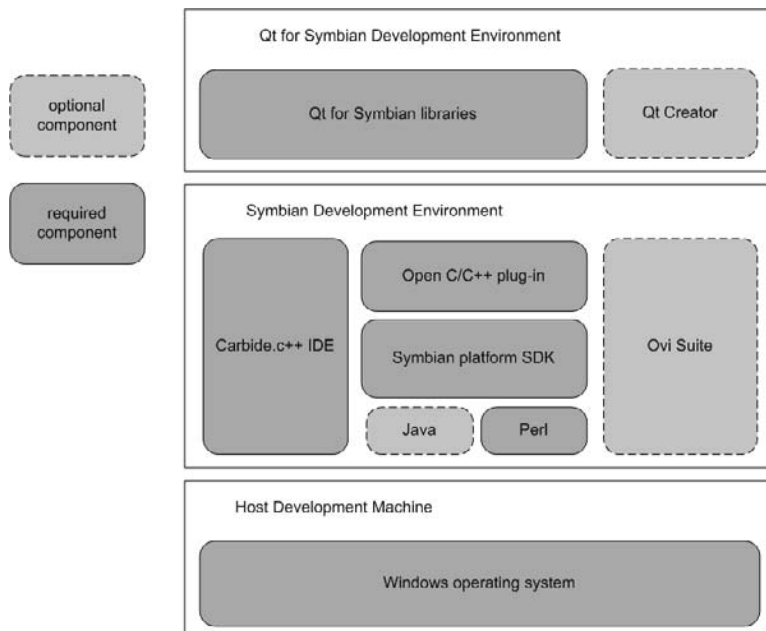 Qt for Symbian Development Environment
optional
component
Qt for Symbian libraries
Qt Creator
required
component
Symbian Development Environment
Carbide.c++ IDE
Open C/C++ plug-in
Symbian platform SDK
Java
Perl
Ovi Suite
Host Development Machine
Windows operating system